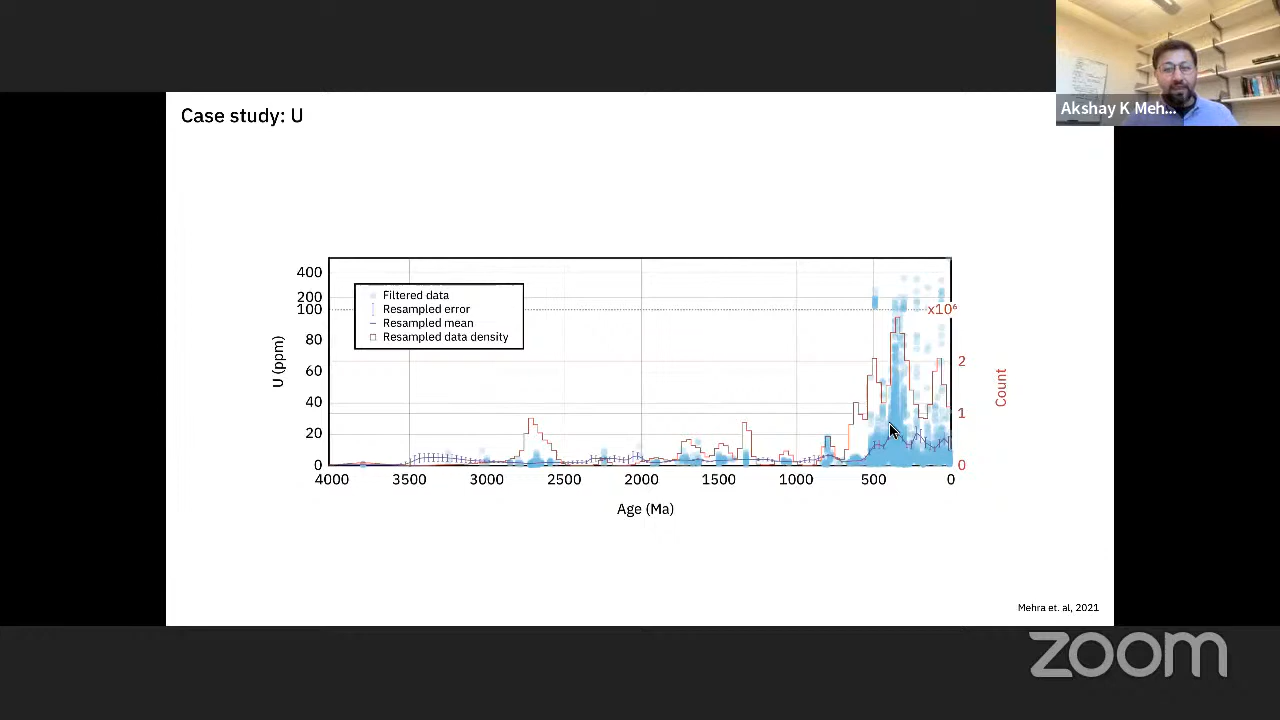 Akshay K Meh...
Case study: U
400
200
100
80
60
40
20
0
U (ppm)
Filtered data
Resampled error
Resampled mean
Resampled data density
x10⁶
2
1
0
Count
4000 3500 3000 2500 2000 1500 1000 500 0
Age (Ma)
Mehra et. al, 2021
zoom